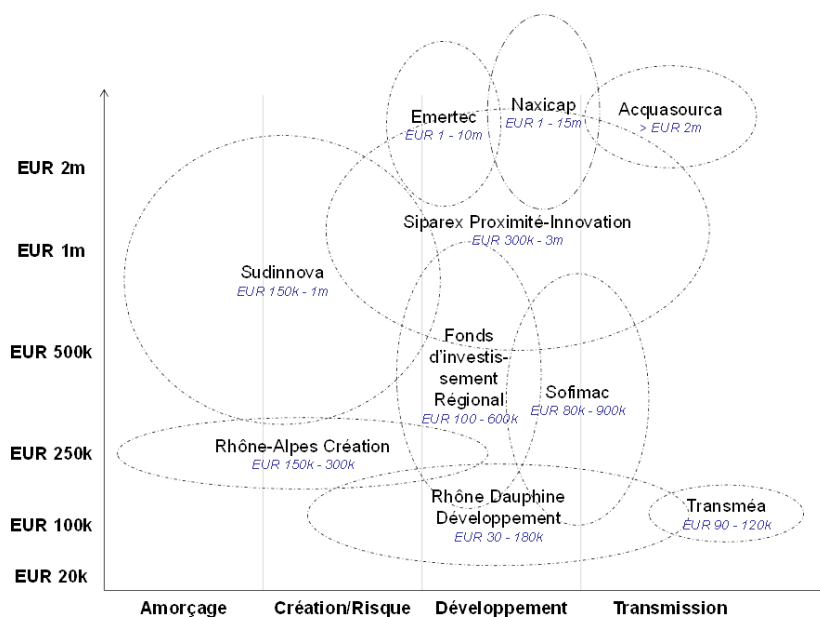 Emertec
EUR 1 - 10m
Naxicap
EUR 1 - 15m
Acquasourca
> EUR 2m
EUR 2m
Siparex Proximité-Innovation
EUR 300k - 3m
EUR 1m
Sudinnova
EUR 150k - 1m
EUR 500k
Fonds
d'investis-
sement
Régional
EUR 100 - 600k
Sofimac
EUR 80k - 900k
Rhône-Alpes Création
EUR 150k - 300k
EUR 250k
Rhône Dauphine
Développement
EUR 30 - 180k
Transméa
EUR 90 - 120k
EUR 100k
EUR 20k
Amorçage
Création/Risque
Développement
Transmission